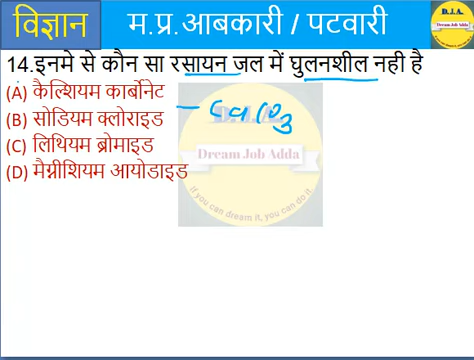 विज्ञान
म.प्र.आबकारी / पटवारी
D.J.A.
Dream Job Adda
14.इनमे से कौन सा रसायन जल में घुलनशील नही है
(A) कैल्शियम कार्बोनेट
– CaCO3
(B) सोडियम क्लोराइड
(C) लिथियम ब्रोमाइड
(D) मैग्नीशियम आयोडाइड
D.J.A.
Dream Job Adda
If you can dream it, you can do it.